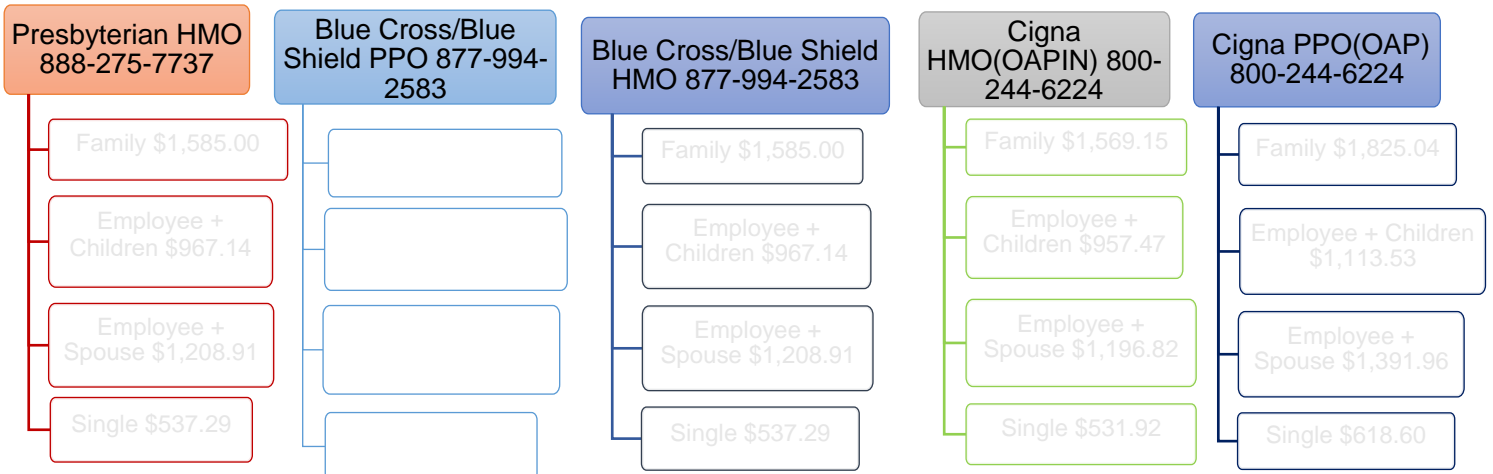 Presbyterian HMO
888-275-7737
Family $1,585.00
Employee +
Children $967.14
Employee +
Spouse $1,208.91
Single $537.29
Blue Cross/Blue
Shield PPO 877-994-
2583
Blue Cross/Blue Shield
HMO 877-994-2583
Family $1,585.00
Employee +
Children $967.14
Employee +
Spouse $1,208.91
Single $537.29
Cigna
HMO(OAPIN) 800-
244-6224
Family $1,569.15
Employee +
Children $957.47
Employee +
Spouse $1,196.82
Single $531.92
Cigna PPO(OAP)
800-244-6224
Family $1,825.04
Employee + Children
$1,113.53
Employee +
Spouse $1,391.96
Single $618.60